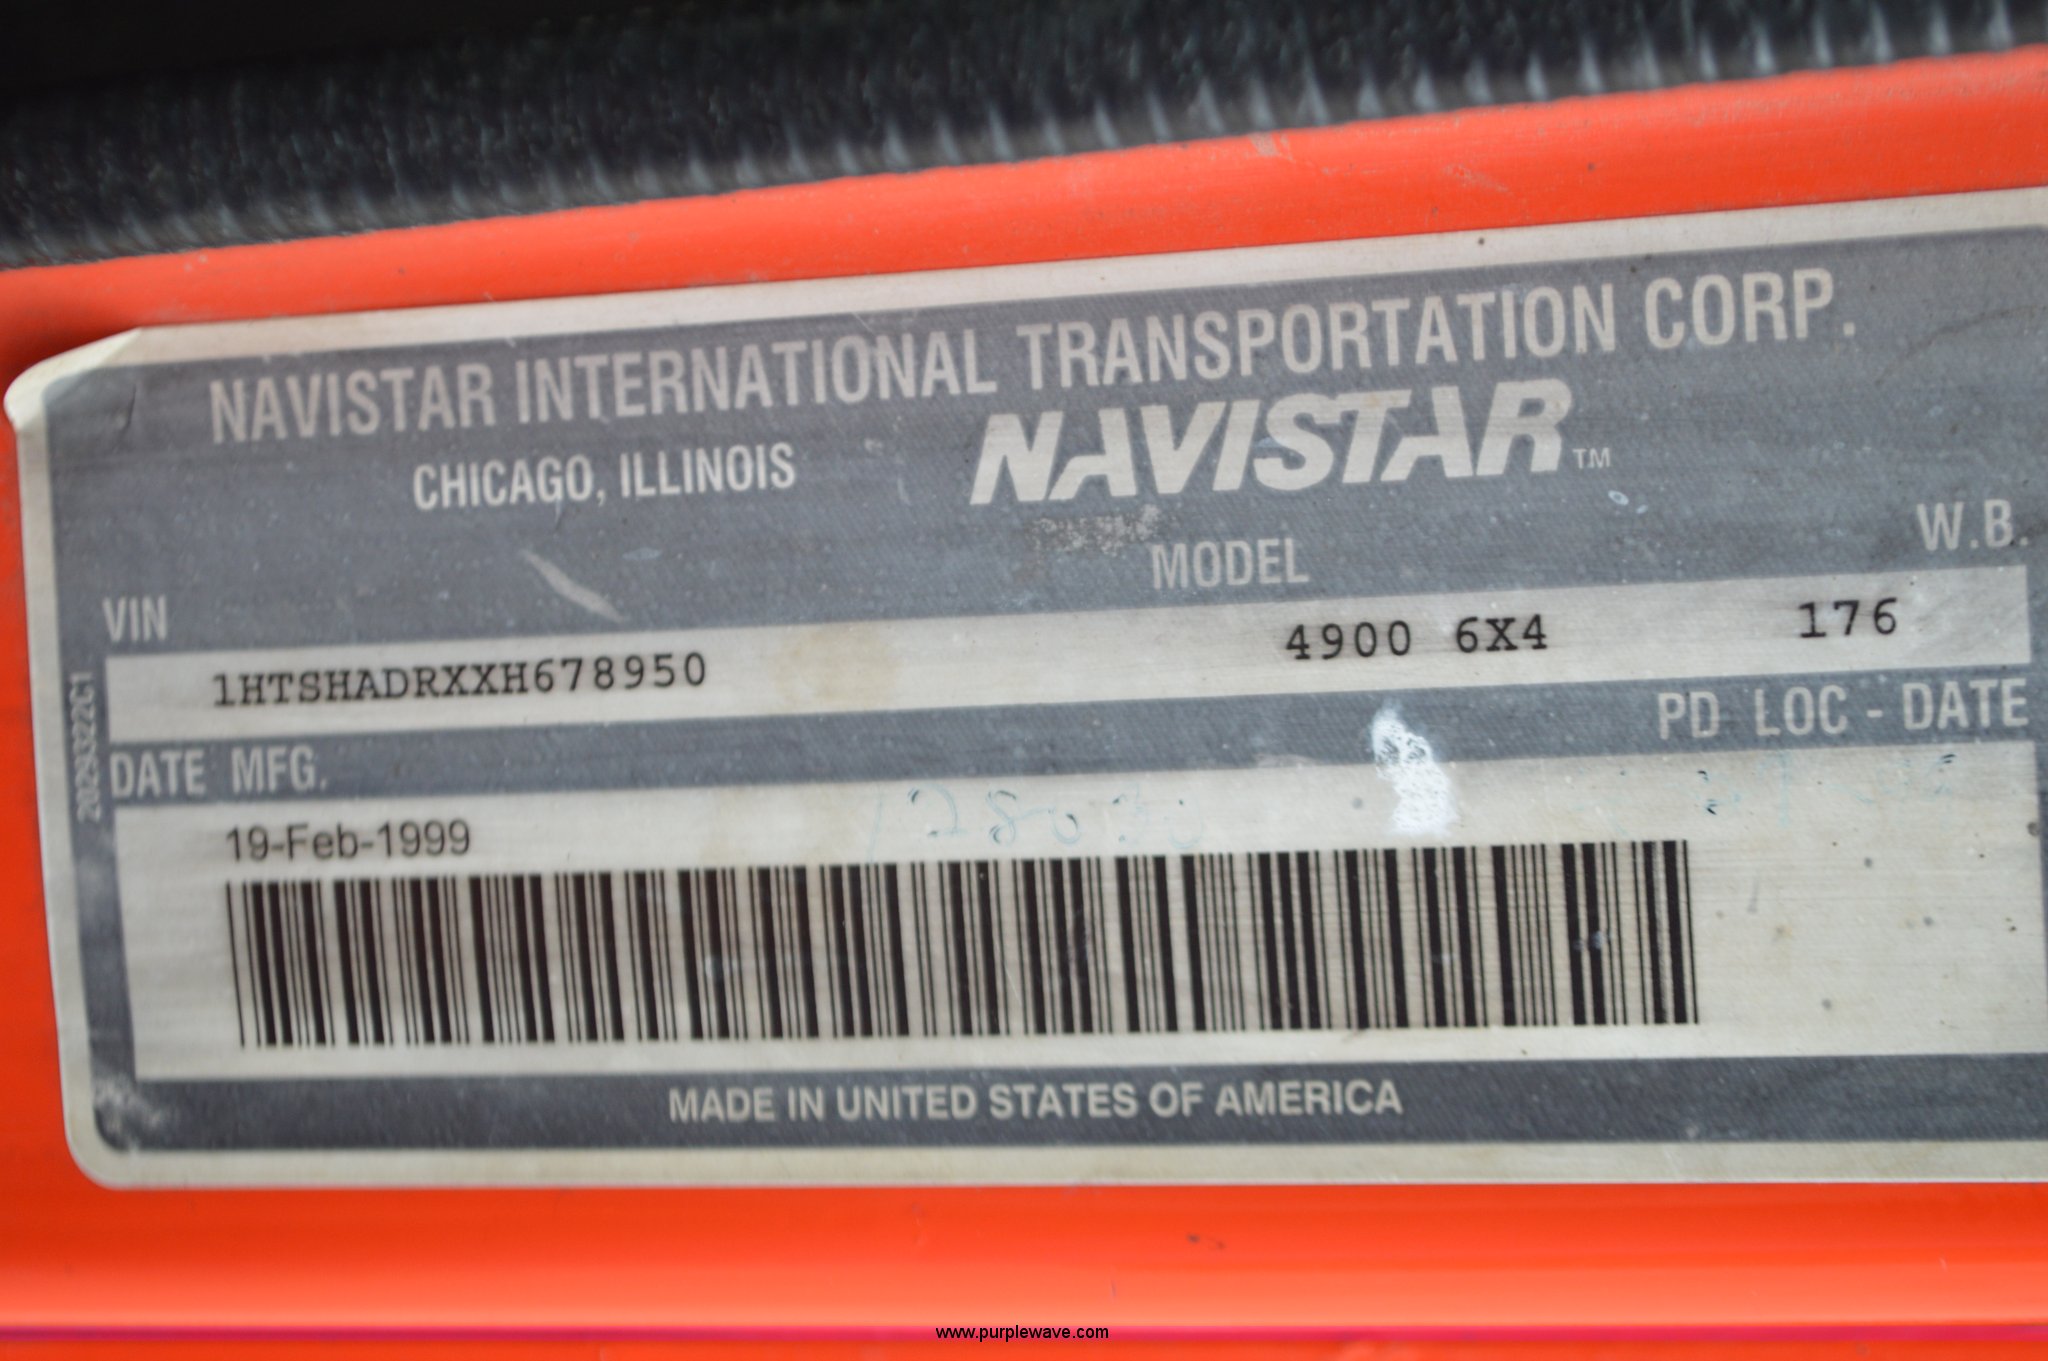 NAVISTAR INTERNATIONAL TRANSPORTATION CORP.
CHICAGO, ILLINOIS
NAVISTAR™
VIN MODEL W.B.
1HTSHADRXXH678950 4900 6X4 176
DATE MFG. PD LOC - DATE
19-Feb-1999
MADE IN UNITED STATES OF AMERICA
www.purplewave.com